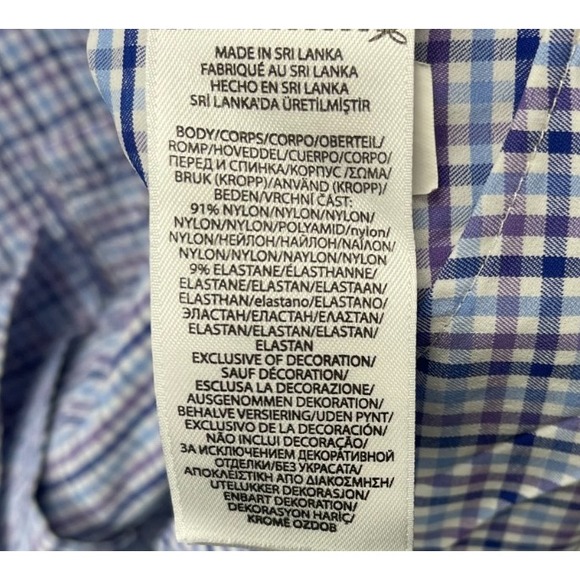 MADE IN SRI LANKA
FABRIQUÉ AU SRI LANKA
HECHO EN SRI LANKA
SRİ LANKA'DA ÜRETİLMİŞTİR
BODY/CORPS/CORPO/OBERTEIL/
ROMP/HOVEDDEL/CUERPO/CORPO/
ПЕРЕД И СПИНКА/КОРПУС /ΣΩΜΑ/
BRUK (KROPP)/ANVÄND (KROPP)/
BEDEN/VRCHNÍ ČÁST:
91% NYLON/NYLON/NYLON/
NYLON/NYLON/POLYAMID/nylon/
NYLON/НЕЙЛОН/НАЙЛОН/ΝΑΪΛΟΝ/
NYLON/NYLON/NAYLON/NYLON
9% ELASTANE/ÉLASTHANNE/
ELASTANE/ELASTAN/ELASTAAN/
ELASTHAN/elastano/ELASTANO/
ЭЛАСТАН/ЕЛАСТАН/ΕΛΑΣΤΑΝ/
ELASTAN/ELASTAN/ELASTAN/
ELASTAN
EXCLUSIVE OF DECORATION/
SAUF DÉCORATION/
ESCLUSA LA DECORAZIONE/
AUSGENOMMEN DEKORATION/
BEHALVE VERSIERING/UDEN PYNT/
EXCLUSIVO DE LA DECORACIÓN/
NÃO INCLUI DECORAÇÃO/
ЗА ИСКЛЮЧЕНИЕМ ДЕКОРАТИВНОЙ
ОТДЕЛКИ/БЕЗ УКРАСАТА/
ΑΠΟΚΛΕΙΣΤΙΚΗ ΑΠΟ ΔΙΑΚΟΣΜΗΣΗ/
UTELUKKER DEKORASJON/
ENBART DEKORATION/
DEKORASYON HARİÇ/
KROMĚ OZDOB